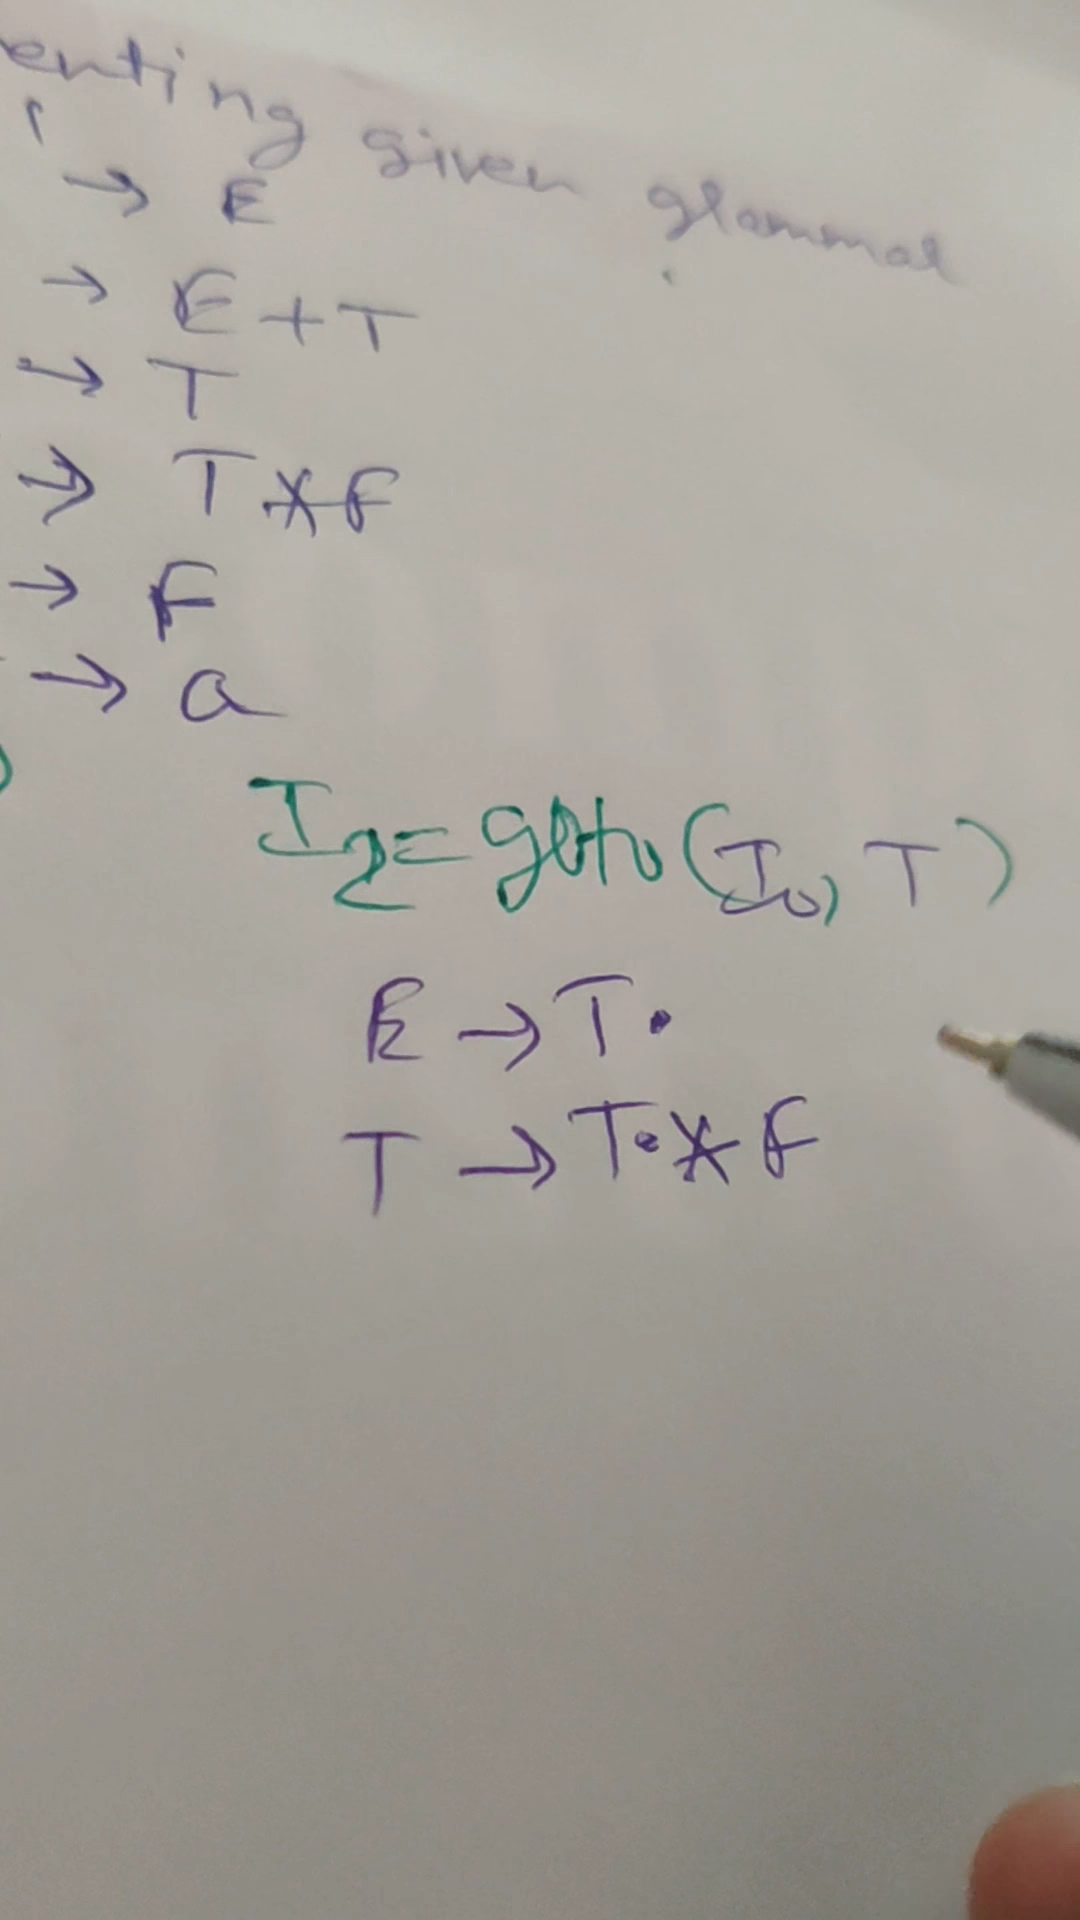 enting given grammar
→ E
→ E + T
→ T
→ T * F
→ F
→ a
I2 = goto (I0, T)
E → T •
T → T • * F